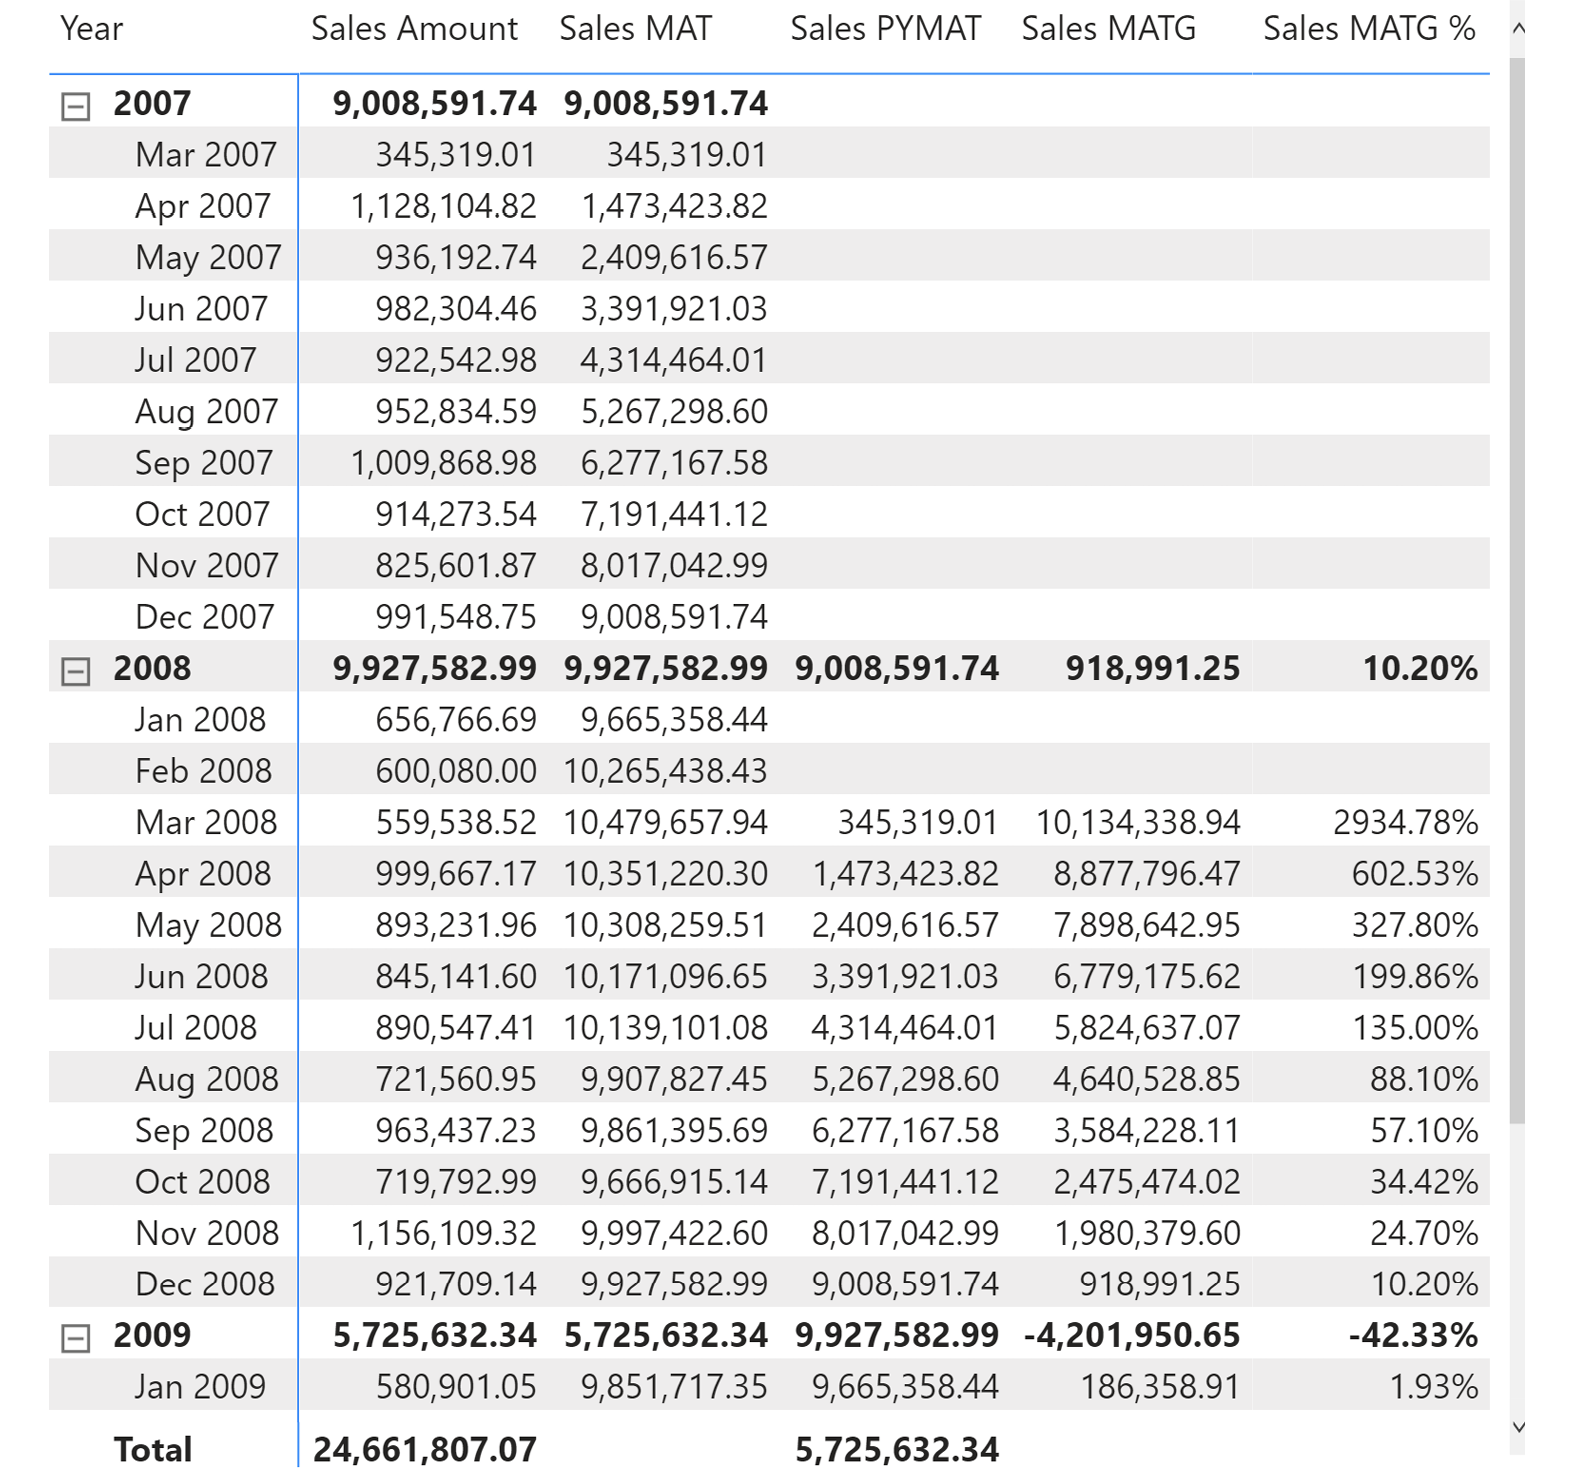 Year Sales Amount Sales MAT Sales PYMAT Sales MATG Sales MATG %
2007 9,008,591.74 9,008,591.74
Mar 2007 345,319.01 345,319.01
Apr 2007 1,128,104.82 1,473,423.82
May 2007 936,192.74 2,409,616.57
Jun 2007 982,304.46 3,391,921.03
Jul 2007 922,542.98 4,314,464.01
Aug 2007 952,834.59 5,267,298.60
Sep 2007 1,009,868.98 6,277,167.58
Oct 2007 914,273.54 7,191,441.12
Nov 2007 825,601.87 8,017,042.99
Dec 2007 991,548.75 9,008,591.74
2008 9,927,582.99 9,927,582.99 9,008,591.74 918,991.25 10.20%
Jan 2008 656,766.69 9,665,358.44
Feb 2008 600,080.00 10,265,438.43
Mar 2008 559,538.52 10,479,657.94 345,319.01 10,134,338.94 2934.78%
Apr 2008 999,667.17 10,351,220.30 1,473,423.82 8,877,796.47 602.53%
May 2008 893,231.96 10,308,259.51 2,409,616.57 7,898,642.95 327.80%
Jun 2008 845,141.60 10,171,096.65 3,391,921.03 6,779,175.62 199.86%
Jul 2008 890,547.41 10,139,101.08 4,314,464.01 5,824,637.07 135.00%
Aug 2008 721,560.95 9,907,827.45 5,267,298.60 4,640,528.85 88.10%
Sep 2008 963,437.23 9,861,395.69 6,277,167.58 3,584,228.11 57.10%
Oct 2008 719,792.99 9,666,915.14 7,191,441.12 2,475,474.02 34.42%
Nov 2008 1,156,109.32 9,997,422.60 8,017,042.99 1,980,379.60 24.70%
Dec 2008 921,709.14 9,927,582.99 9,008,591.74 918,991.25 10.20%
2009 5,725,632.34 5,725,632.34 9,927,582.99 -4,201,950.65 -42.33%
Jan 2009 580,901.05 9,851,717.35 9,665,358.44 186,358.91 1.93%
Total 24,661,807.07 5,725,632.34